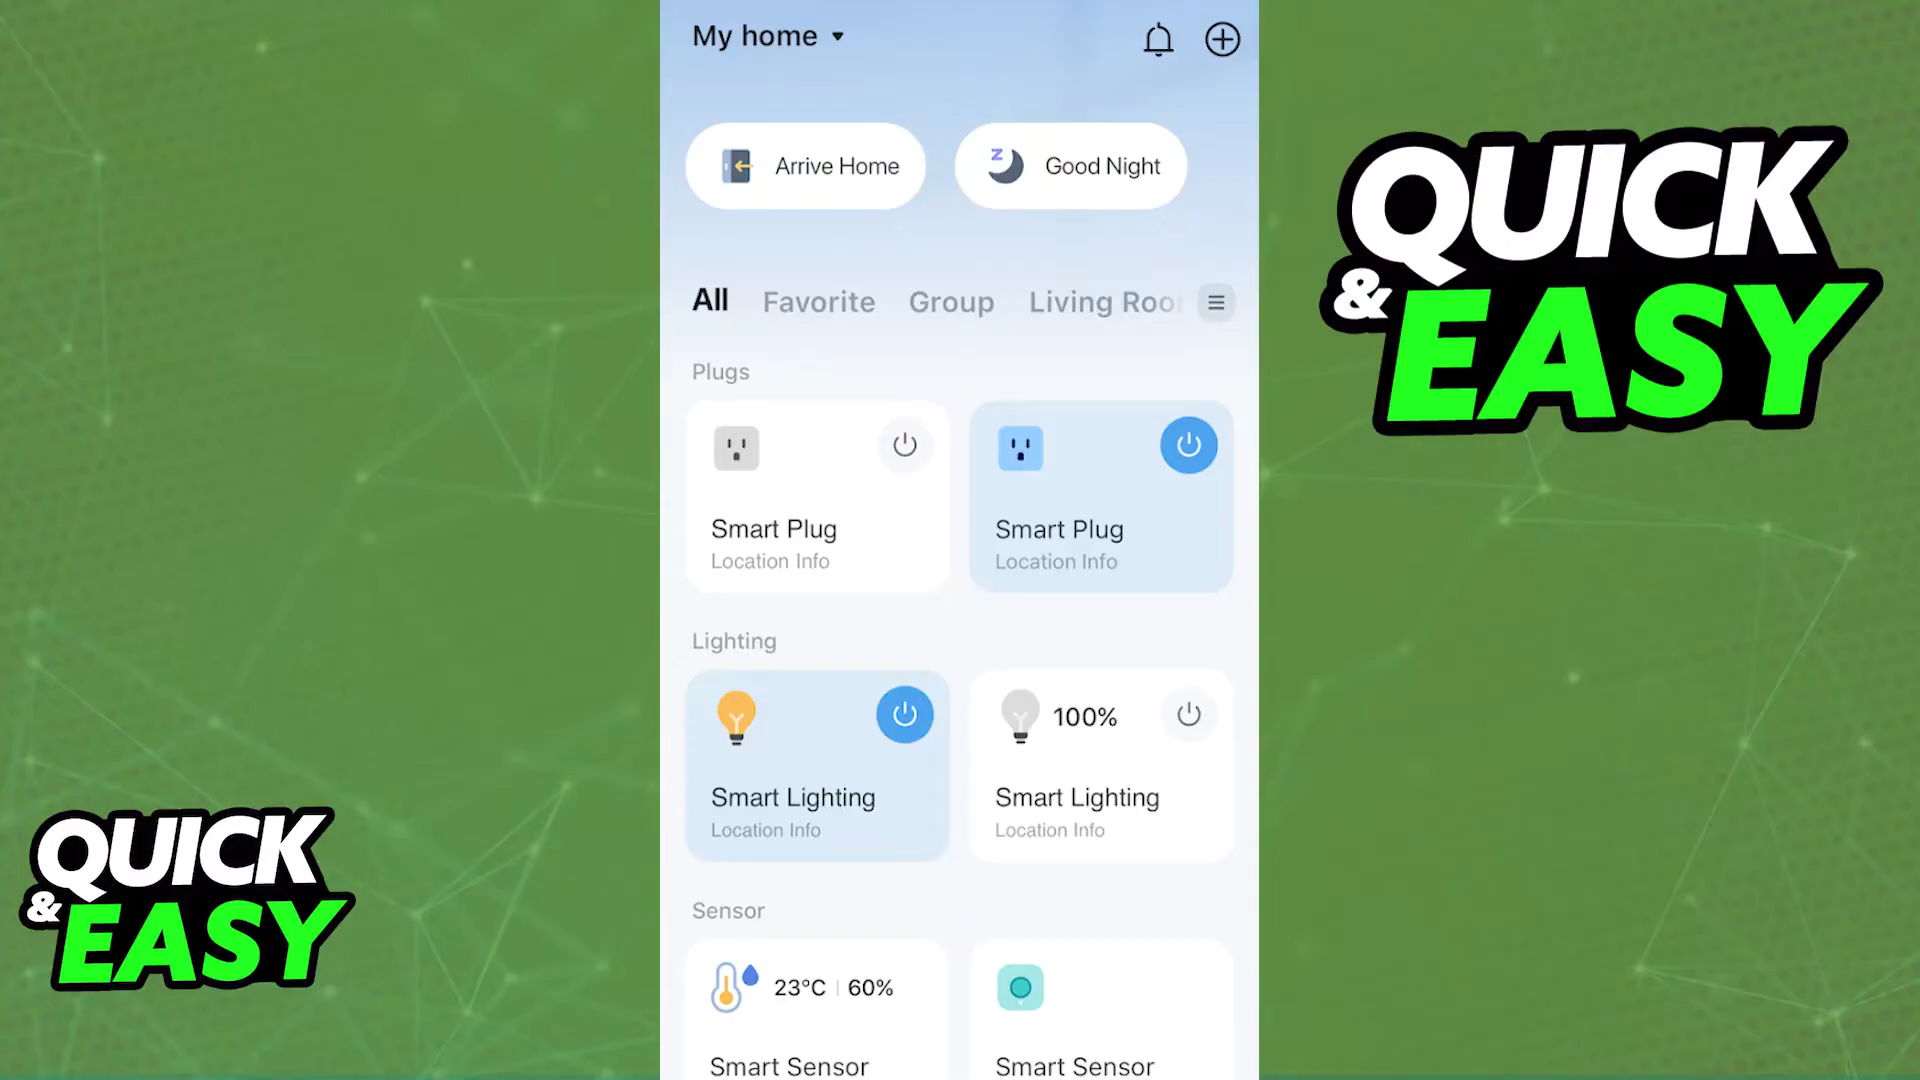 My home
Arrive Home
Z
Good Night
All Favorite Group Living Roo
Plugs
Smart Plug
Location Info
Smart Plug
Location Info
Lighting
Smart Lighting
Location Info
100%
Smart Lighting
Location Info
Sensor
23°C | 60%
Smart Sensor
Smart Sensor
QUICK
& EASY
QUICK
& EASY